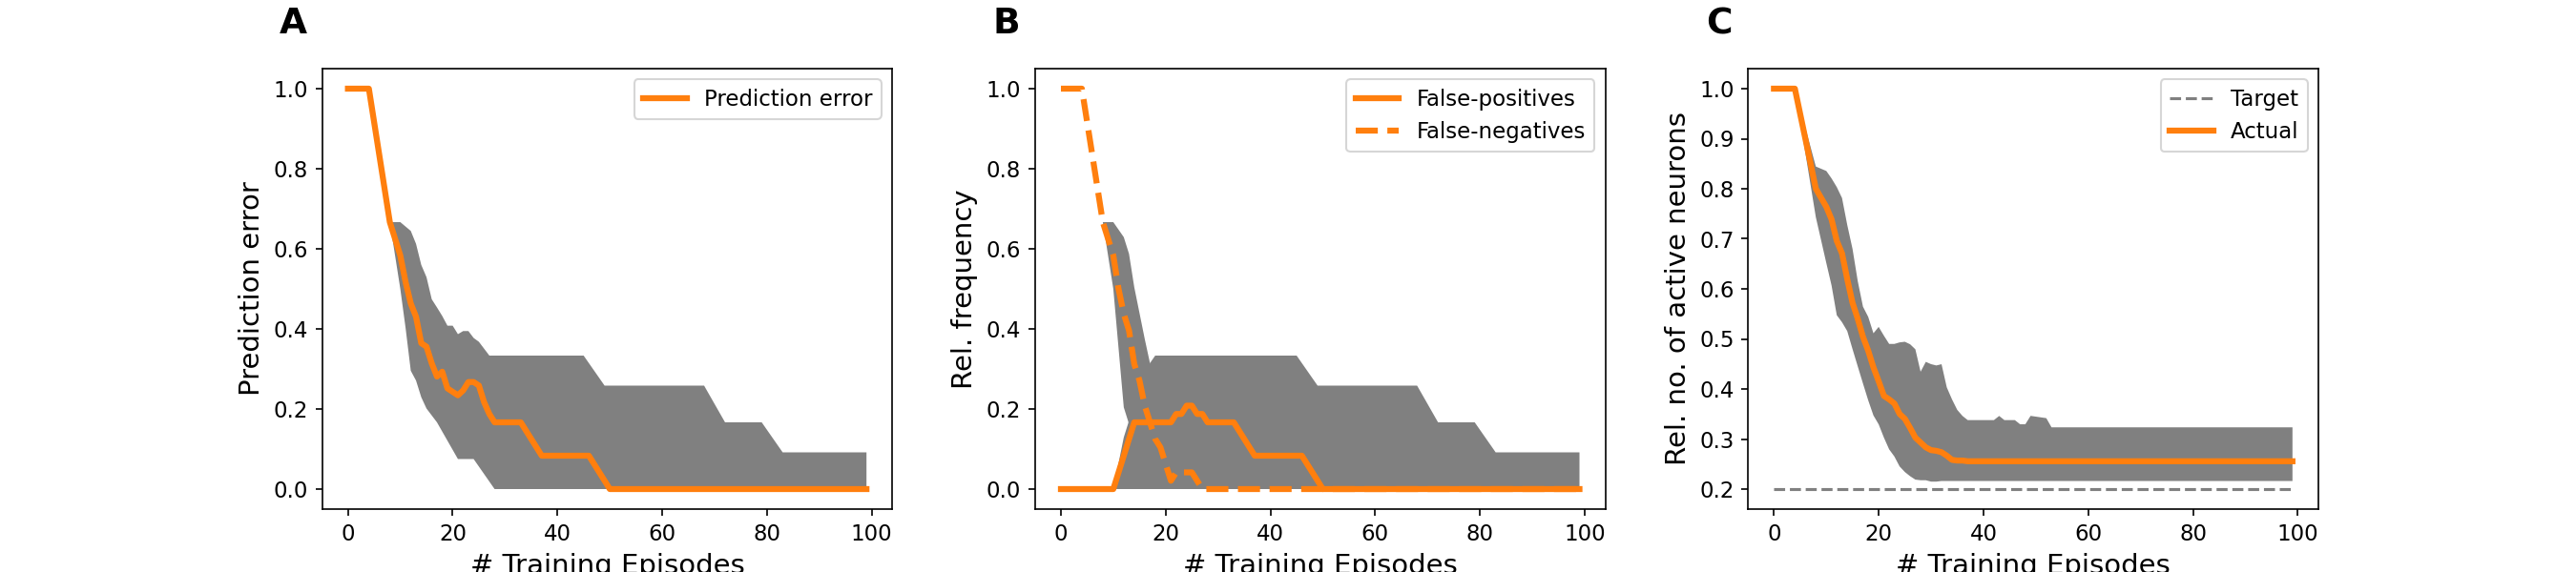 A
Prediction error
1.0
0.8
0.6
0.4
0.2
0.0
Prediction error
0 20 40 60 80 100
# Training Episodes
B
False-positives
False-negatives
1.0
0.8
0.6
0.4
0.2
0.0
Rel. frequency
0 20 40 60 80 100
# Training Episodes
C
Target
Actual
1.0
0.9
0.8
0.7
0.6
0.5
0.4
0.3
0.2
Rel. no. of active neurons
0 20 40 60 80 100
# Training Episodes